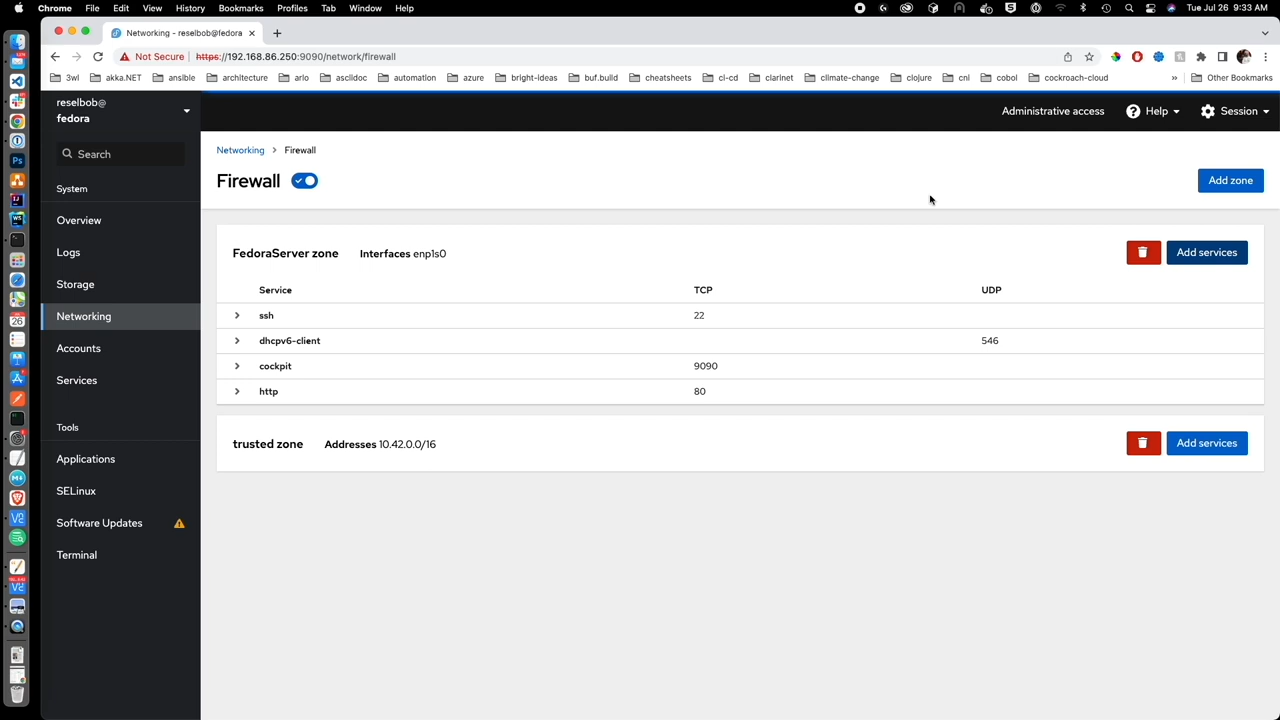 Chrome File Edit View History Bookmarks Profiles Tab Window Help Tue Jul 26 9:33 AM
Networking - reselbob@fedora
Not Secure https://192.168.86.250:9090/network/firewall
3wl akka.NET ansible architecture arlo asciidoc automation azure bright-ideas buf.build cheatsheets ci-cd clarinet climate-change clojure cni cobol cockroach-cloud » Other Bookmarks
reselbob@
fedora
Administrative access Help Session
Search
System
Overview
Logs
Storage
Networking
Accounts
Services
Tools
Applications
SELinux
Software Updates
Terminal
Networking > Firewall
Firewall
Add zone
FedoraServer zone Interfaces enp1s0
Add services
Service TCP UDP
ssh 22
dhcpv6-client 546
cockpit 9090
http 80
trusted zone Addresses 10.42.0.0/16
Add services